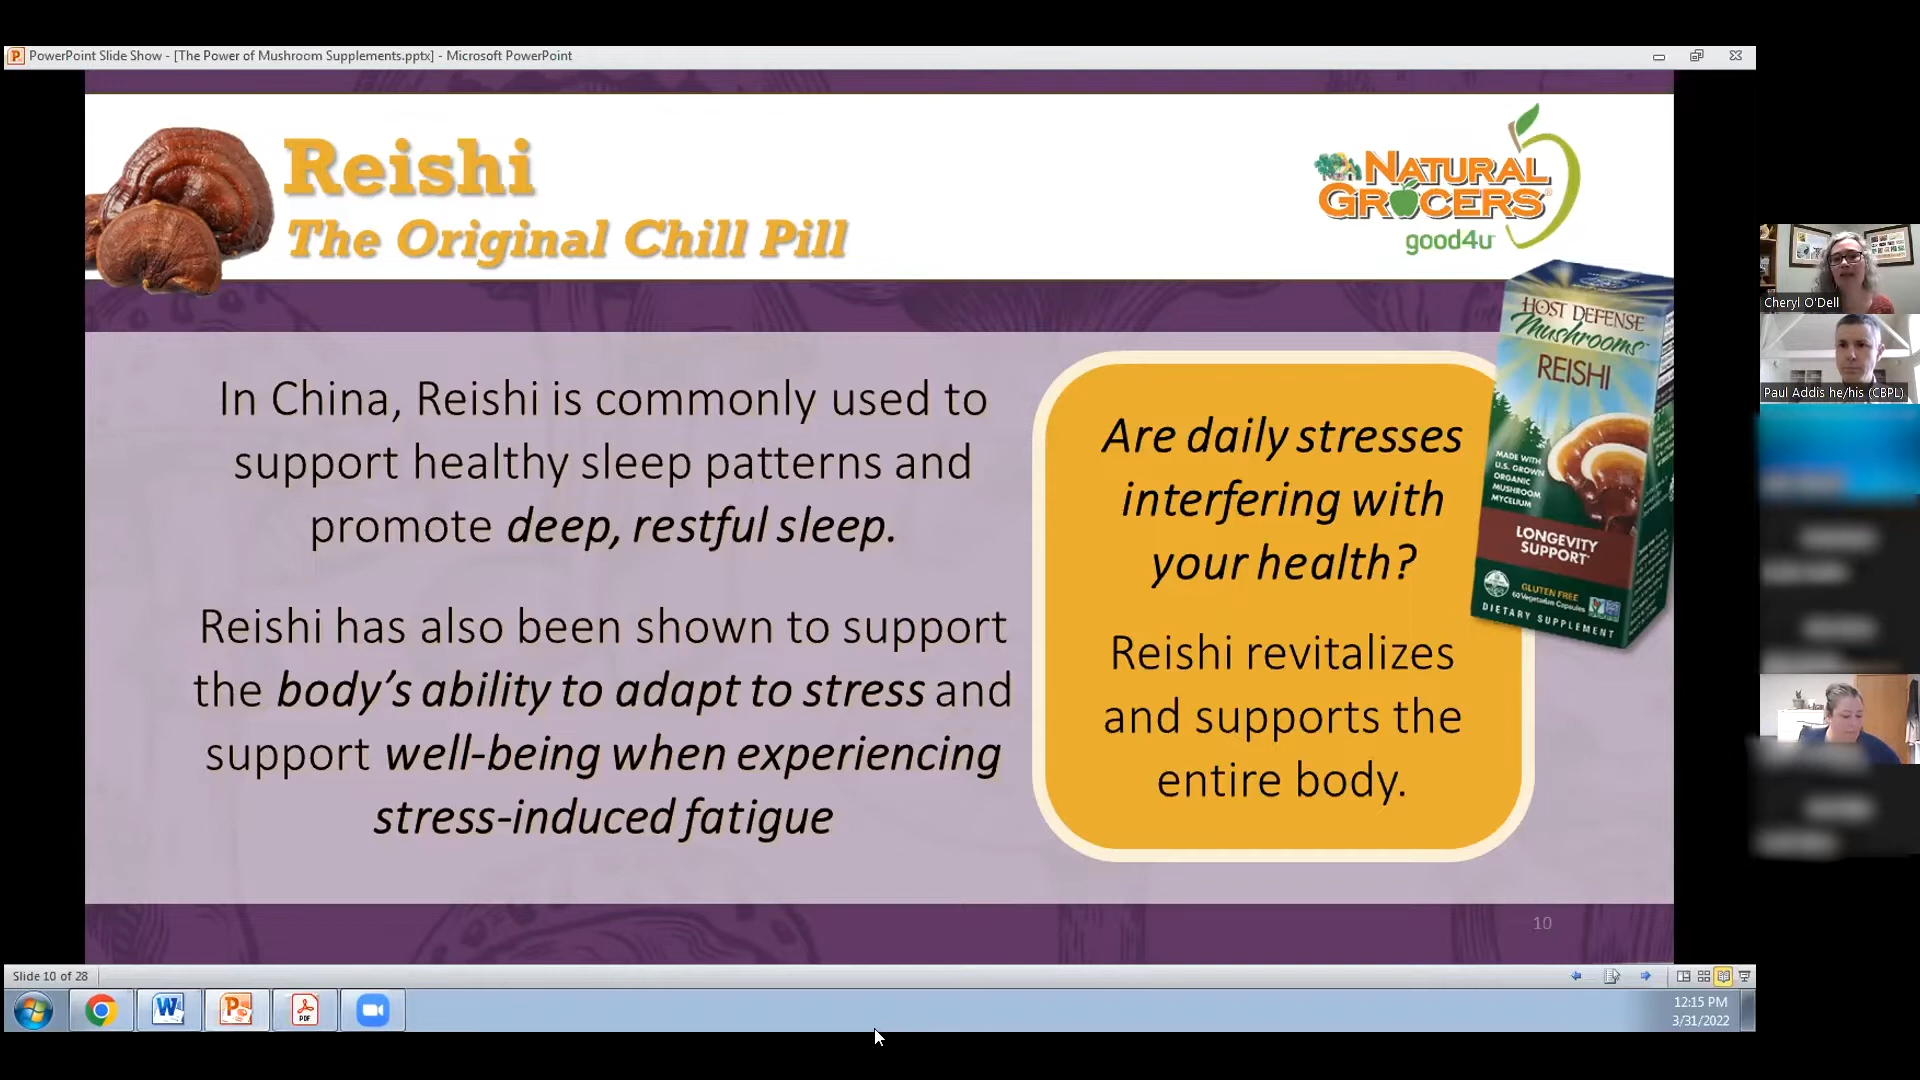 PowerPoint Slide Show - [The Power of Mushroom Supplements.pptx] - Microsoft PowerPoint
Reishi
The Original Chill Pill
NATURAL
GROCERS
good4u
HOST DEFENSE
Mushrooms
REISHI
MADE WITH
U.S. GROWN
ORGANIC
MUSHROOM
MYCELIUM
LONGEVITY
SUPPORT
GLUTEN FREE
60 Vegetarian Capsules
DIETARY SUPPLEMENT
In China, Reishi is commonly used to
support healthy sleep patterns and
promote deep, restful sleep.
Reishi has also been shown to support
the body's ability to adapt to stress and
support well-being when experiencing
stress-induced fatigue
Are daily stresses
interfering with
your health?
Reishi revitalizes
and supports the
entire body.
10
Cheryl O'Dell
Paul Addis he/his (CBPL)
Slide 10 of 28
PDF
12:15 PM
3/31/2022